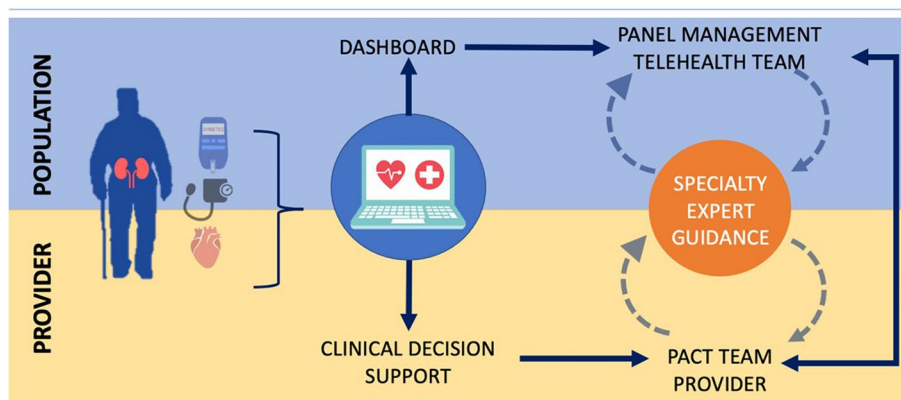 POPULATION
PROVIDER
DIABETES
DASHBOARD
PANEL MANAGEMENT
TELEHEALTH TEAM
SPECIALTY
EXPERT
GUIDANCE
CLINICAL DECISION
SUPPORT
PACT TEAM
PROVIDER